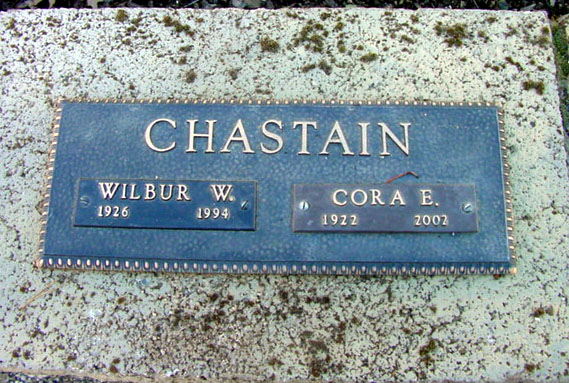 CHASTAIN
WILBUR W.
1926 1994
CORA E.
1922 2002